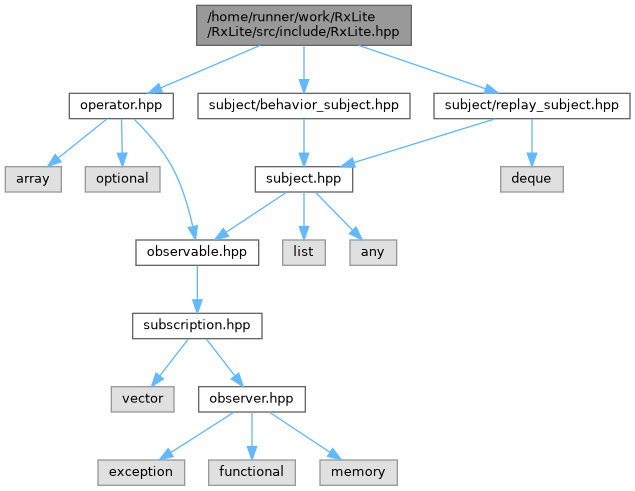 /home/runner/work/RxLite
/RxLite/src/include/RxLite.hpp
operator.hpp
subject/behavior_subject.hpp
subject/replay_subject.hpp
array
optional
subject.hpp
deque
observable.hpp
list
any
subscription.hpp
vector
observer.hpp
exception
functional
memory